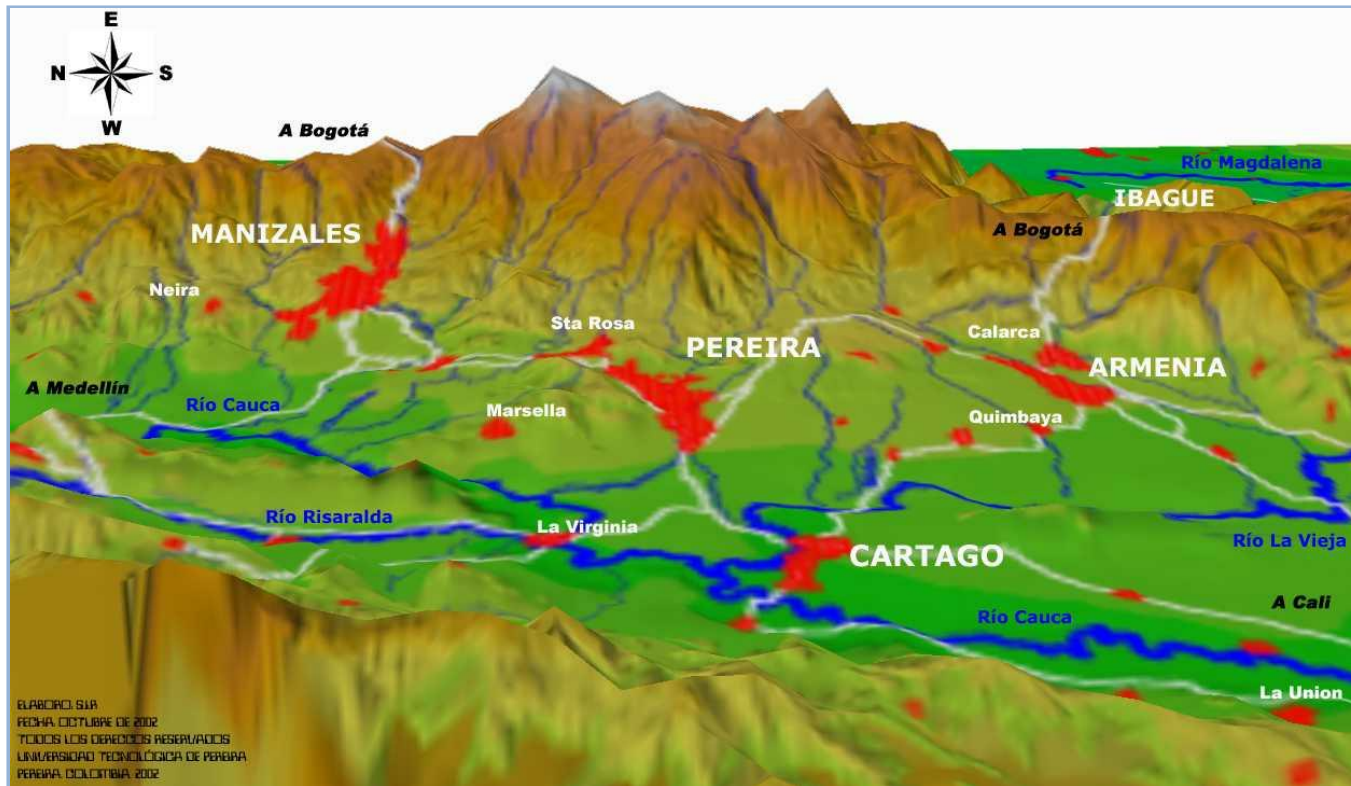 E
N S
W
A Bogotá
Río Magdalena
IBAGUE
MANIZALES
A Bogotá
Neira
Sta Rosa
Calarca
PEREIRA
ARMENIA
A Medellín
Río Cauca
Marsella
Quimbaya
Río Risaralda
La Virginia
CARTAGO
Río La Vieja
A Cali
Río Cauca
La Union
ELABORO. S.I.R
FECHA. OCTUBRE DE 2002
TODOS LOS DERECCOS RESERVADOS
UNIVERSIDAD TECNOLÓGICA DE PEREIRA
PEREIRA. COLOMBIA. 2002